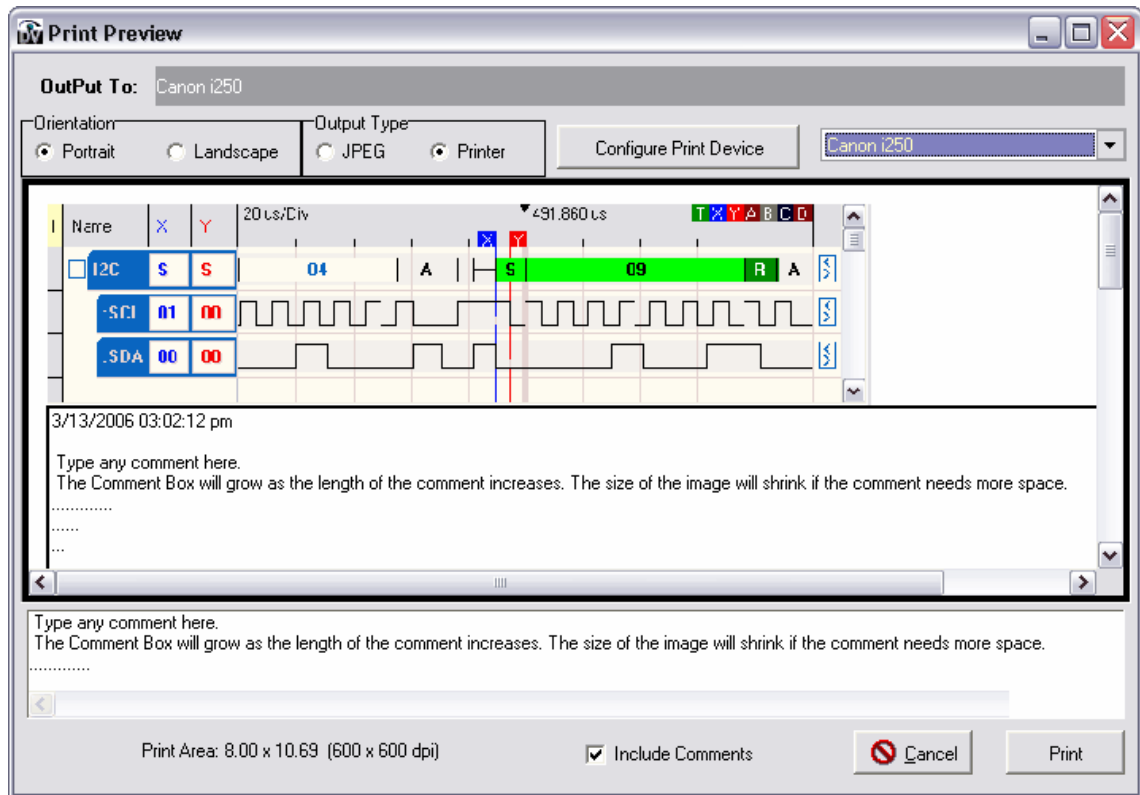 Print Preview
OutPut To: Canon i250
Orientation Output Type
Portrait Landscape JPEG Printer Configure Print Device Canon i250
20 us/Div 491.860 us T X Y A B C D
Name X Y
X Y
I2C S S 04 A S 09 R A
01 00
.SDA 00 00
3/13/2006 03:02:12 pm
Type any comment here.
The Comment Box will grow as the length of the comment increases. The size of the image will shrink if the comment needs more space.
.............
......
...
Type any comment here.
The Comment Box will grow as the length of the comment increases. The size of the image will shrink if the comment needs more space.
.............
Print Area: 8.00 x 10.69 (600 x 600 dpi) Include Comments Cancel Print